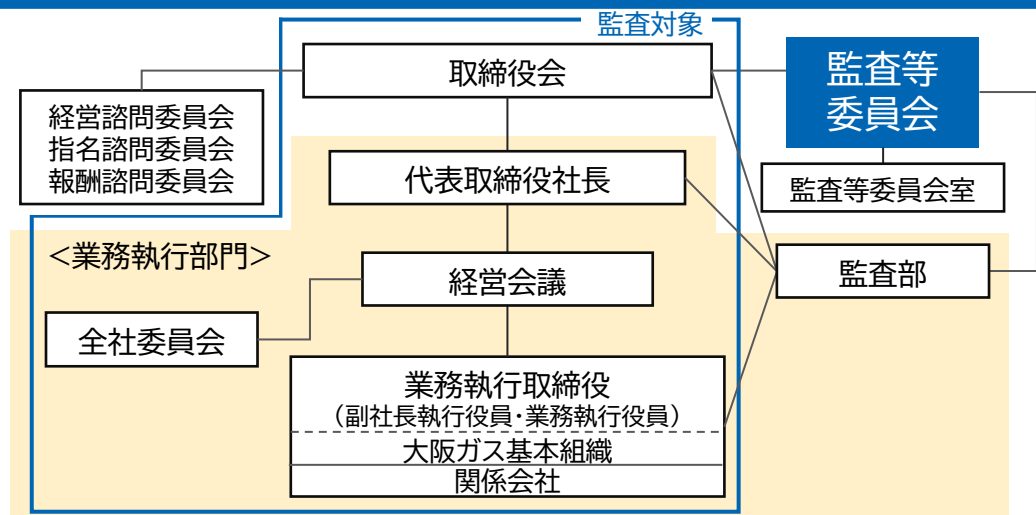 監査対象
取締役会
監査等
委員会
経営諮問委員会
指名諮問委員会
報酬諮問委員会
代表取締役社長
監査等委員会室
＜業務執行部門＞
経営会議
監査部
全社委員会
業務執行取締役
（副社長執行役員・業務執行役員）
大阪ガス基本組織
関係会社